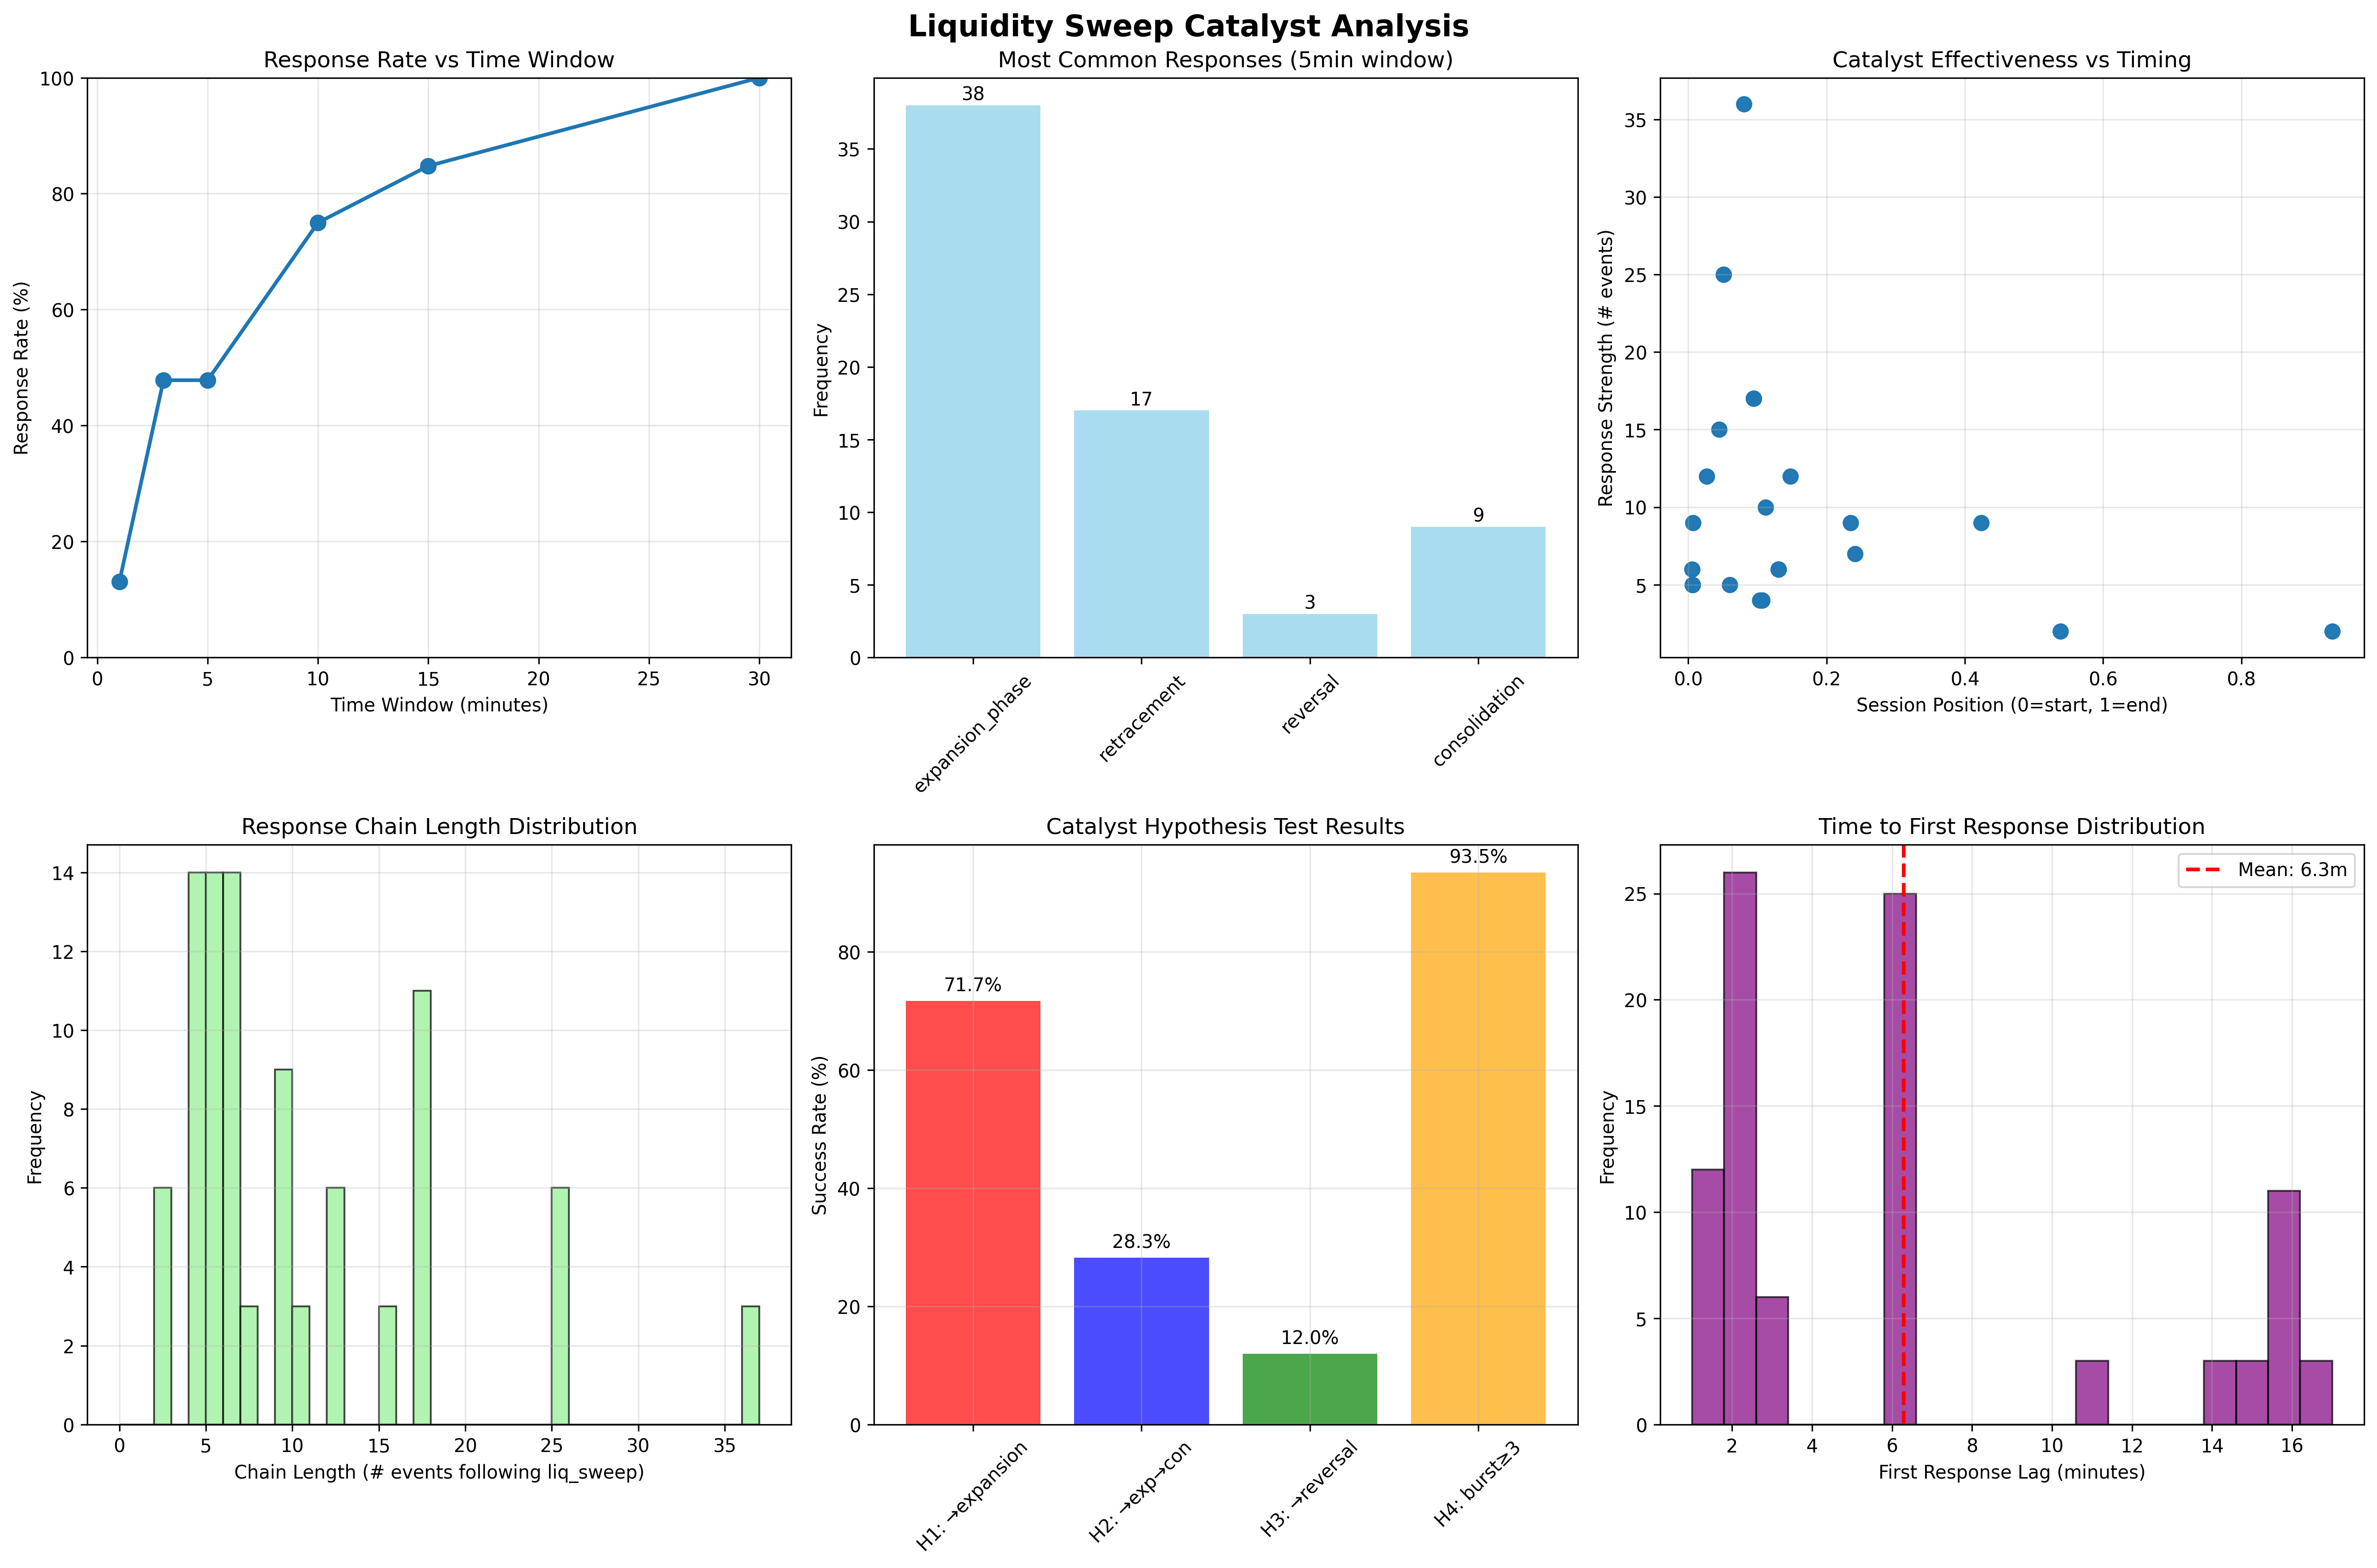 Liquidity Sweep Catalyst Analysis
Response Rate vs Time Window
Response Rate (%)
100
80
60
40
20
0
0 5 10 15 20 25 30
Time Window (minutes)
Most Common Responses (5min window)
Frequency
35
30
25
20
15
10
5
0
38
17
3
9
expansion_phase
retracement
reversal
consolidation
Catalyst Effectiveness vs Timing
Response Strength (# events)
35
30
25
20
15
10
5
0.0 0.2 0.4 0.6 0.8
Session Position (0=start, 1=end)
Response Chain Length Distribution
Frequency
14
12
10
8
6
4
2
0
0 5 10 15 20 25 30 35
Chain Length (# events following liq_sweep)
Catalyst Hypothesis Test Results
Success Rate (%)
80
60
40
20
0
71.7%
28.3%
12.0%
93.5%
H1: →expansion
H2: →exp→con
H3: →reversal
H4: burst≥3
Time to First Response Distribution
Mean: 6.3m
Frequency
25
20
15
10
5
0
2 4 6 8 10 12 14 16
First Response Lag (minutes)